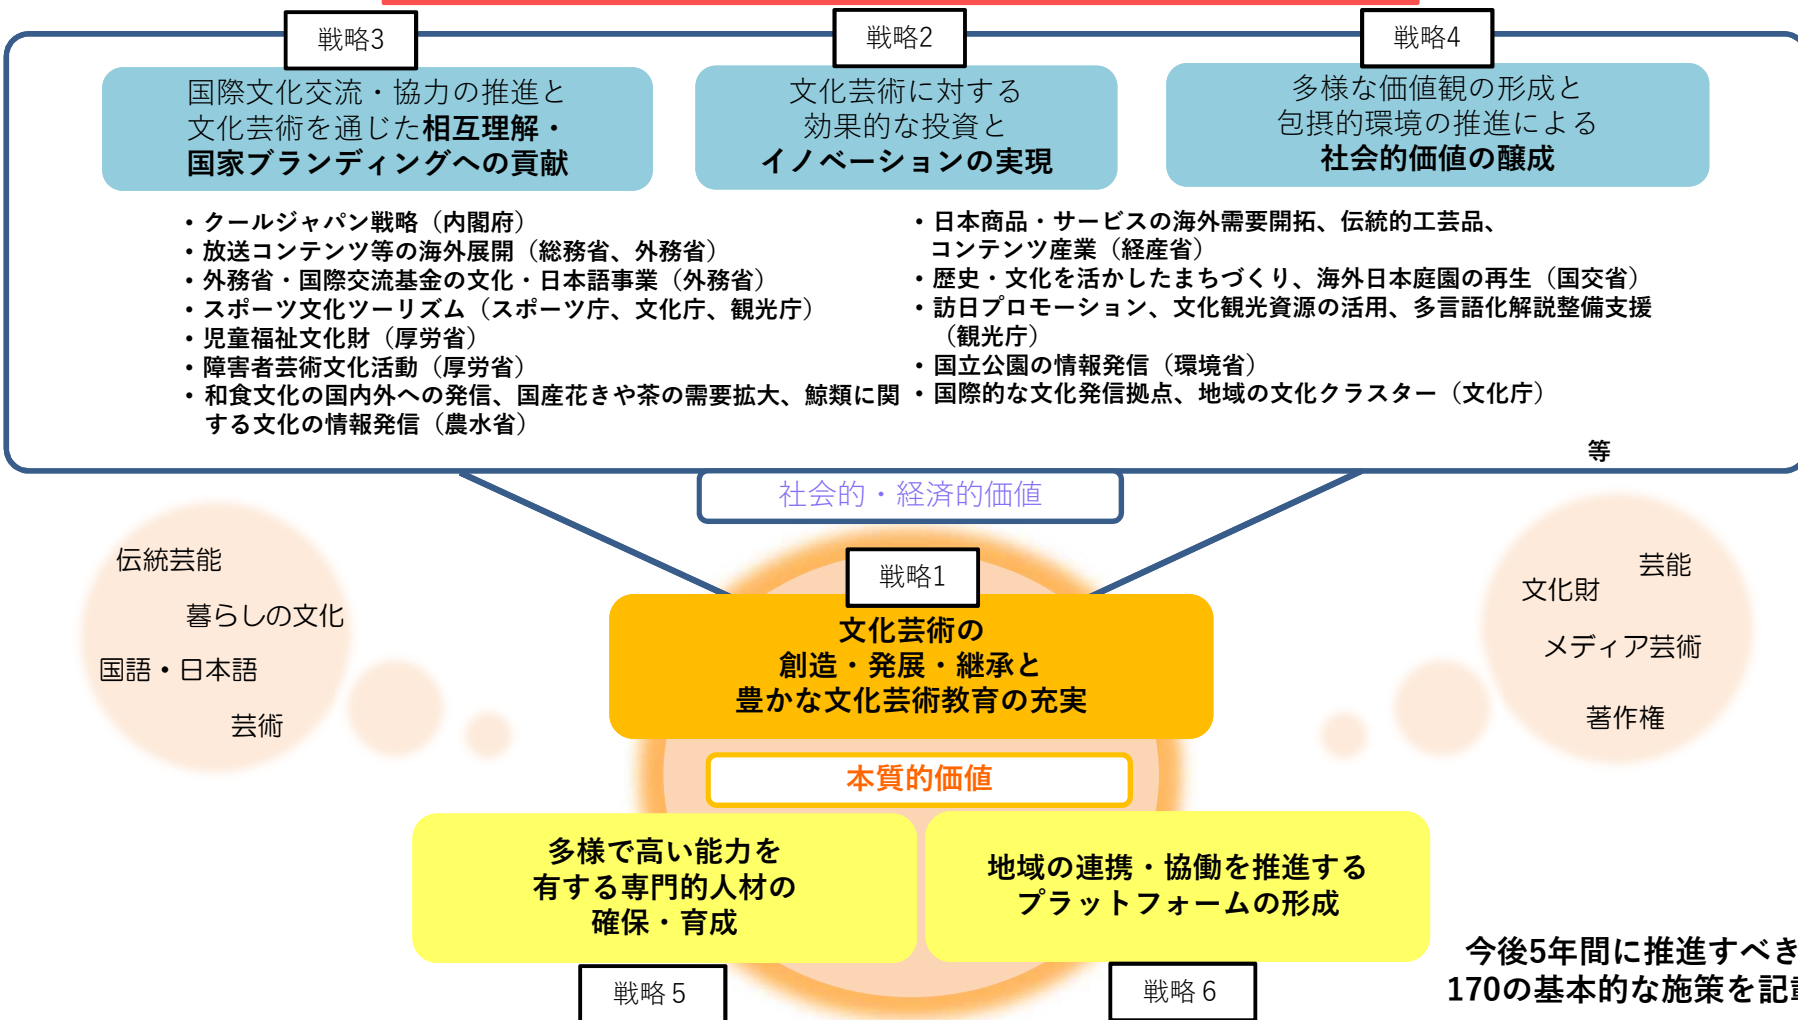 戦略3
国際文化交流・協力の推進と
文化芸術を通じた相互理解・
国家ブランディングへの貢献
戦略2
文化芸術に対する
効果的な投資と
イノベーションの実現
戦略4
多様な価値観の形成と
包摂的環境の推進による
社会的価値の醸成
・クールジャパン戦略（内閣府）
・放送コンテンツ等の海外展開（総務省、外務省）
・外務省・国際交流基金の文化・日本語事業（外務省）
・スポーツ文化ツーリズム（スポーツ庁、文化庁、観光庁）
・児童福祉文化財（厚労省）
・障害者芸術文化活動（厚労省）
・和食文化の国内外への発信、国産花きや茶の需要拡大、鯨類に関
する文化の情報発信（農水省）
・日本商品・サービスの海外需要開拓、伝統的工芸品、
コンテンツ産業（経産省）
・歴史・文化を活かしたまちづくり、海外日本庭園の再生（国交省）
・訪日プロモーション、文化観光資源の活用、多言語化解説整備支援
（観光庁）
・国立公園の情報発信（環境省）
・国際的な文化発信拠点、地域の文化クラスター（文化庁）
等
社会的・経済的価値
伝統芸能
暮らしの文化
国語・日本語
芸術
戦略1
文化芸術の
創造・発展・継承と
豊かな文化芸術教育の充実
芸能
文化財
メディア芸術
著作権
本質的価値
多様で高い能力を
有する専門的人材の
確保・育成
戦略５
地域の連携・協働を推進する
プラットフォームの形成
戦略６
今後5年間に推進すべき
170の基本的な施策を記載